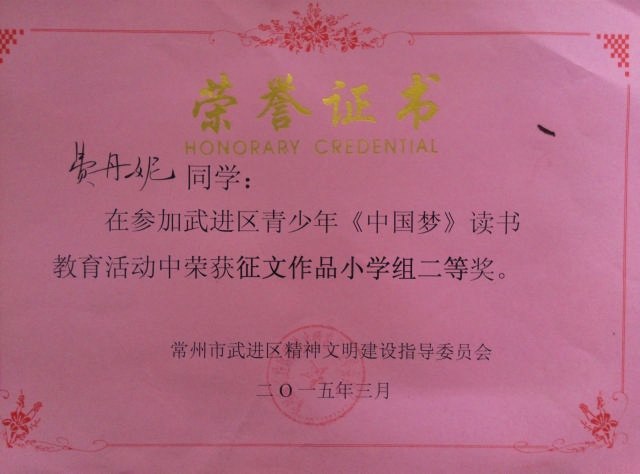 荣誉证书
HONORARY CREDENTIAL
费丹妮 同学：
在参加武进区青少年《中国梦》读书
教育活动中荣获征文作品小学组二等奖。
常州市武进区精神文明建设指导委员会
二〇一五年三月